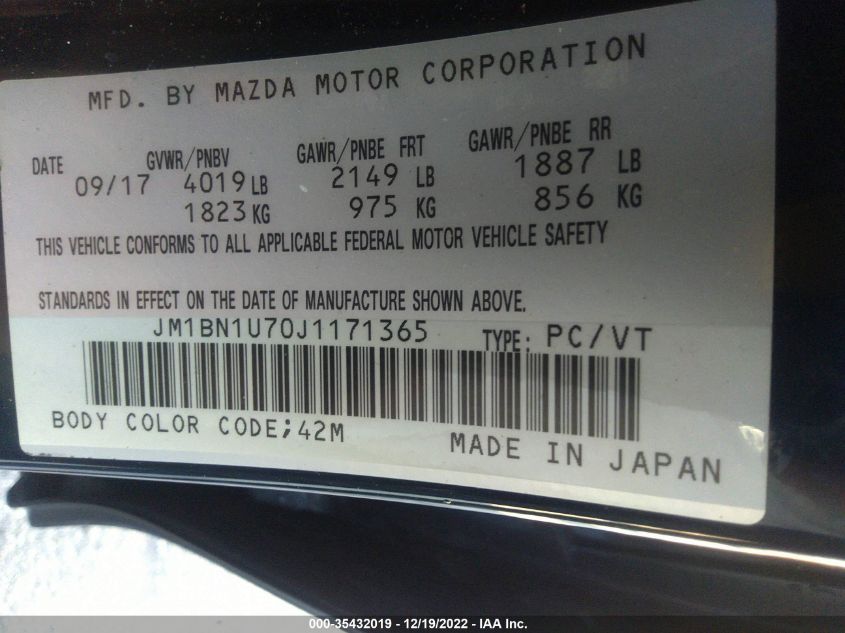 MFD. BY MAZDA MOTOR CORPORATION
DATE GVWR/PNBV GAWR/PNBE FRT GAWR/PNBE RR
09/17 4019 LB 2149 LB 1887 LB
1823 KG 975 KG 856 KG
THIS VEHICLE CONFORMS TO ALL APPLICABLE FEDERAL MOTOR VEHICLE SAFETY
STANDARDS IN EFFECT ON THE DATE OF MANUFACTURE SHOWN ABOVE.
JM1BN1U70J1171365 TYPE: PC/VT
BODY COLOR CODE;42M
MADE IN JAPAN
000-35432019 - 12/19/2022 - IAA Inc.